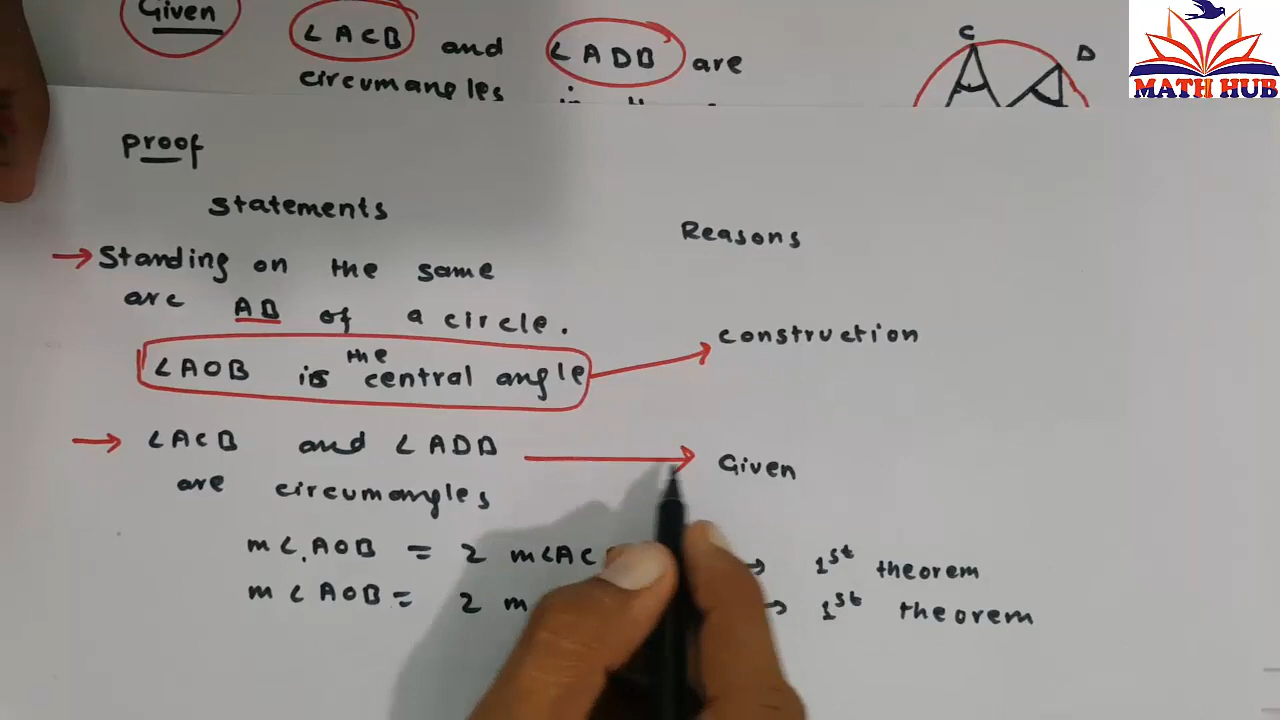 Given ∠ACB and ∠ADB are
circumangles
C
D
MATH HUB
Proof
Statements
Reasons
→ Standing on the same
arc AB of a circle.
∠AOB is the central angle → construction
→ ∠ACB and ∠ADB → Given
are circumangles
m∠AOB = 2 m∠AC → 1st theorem
m∠AOB = 2 m → 1st theorem